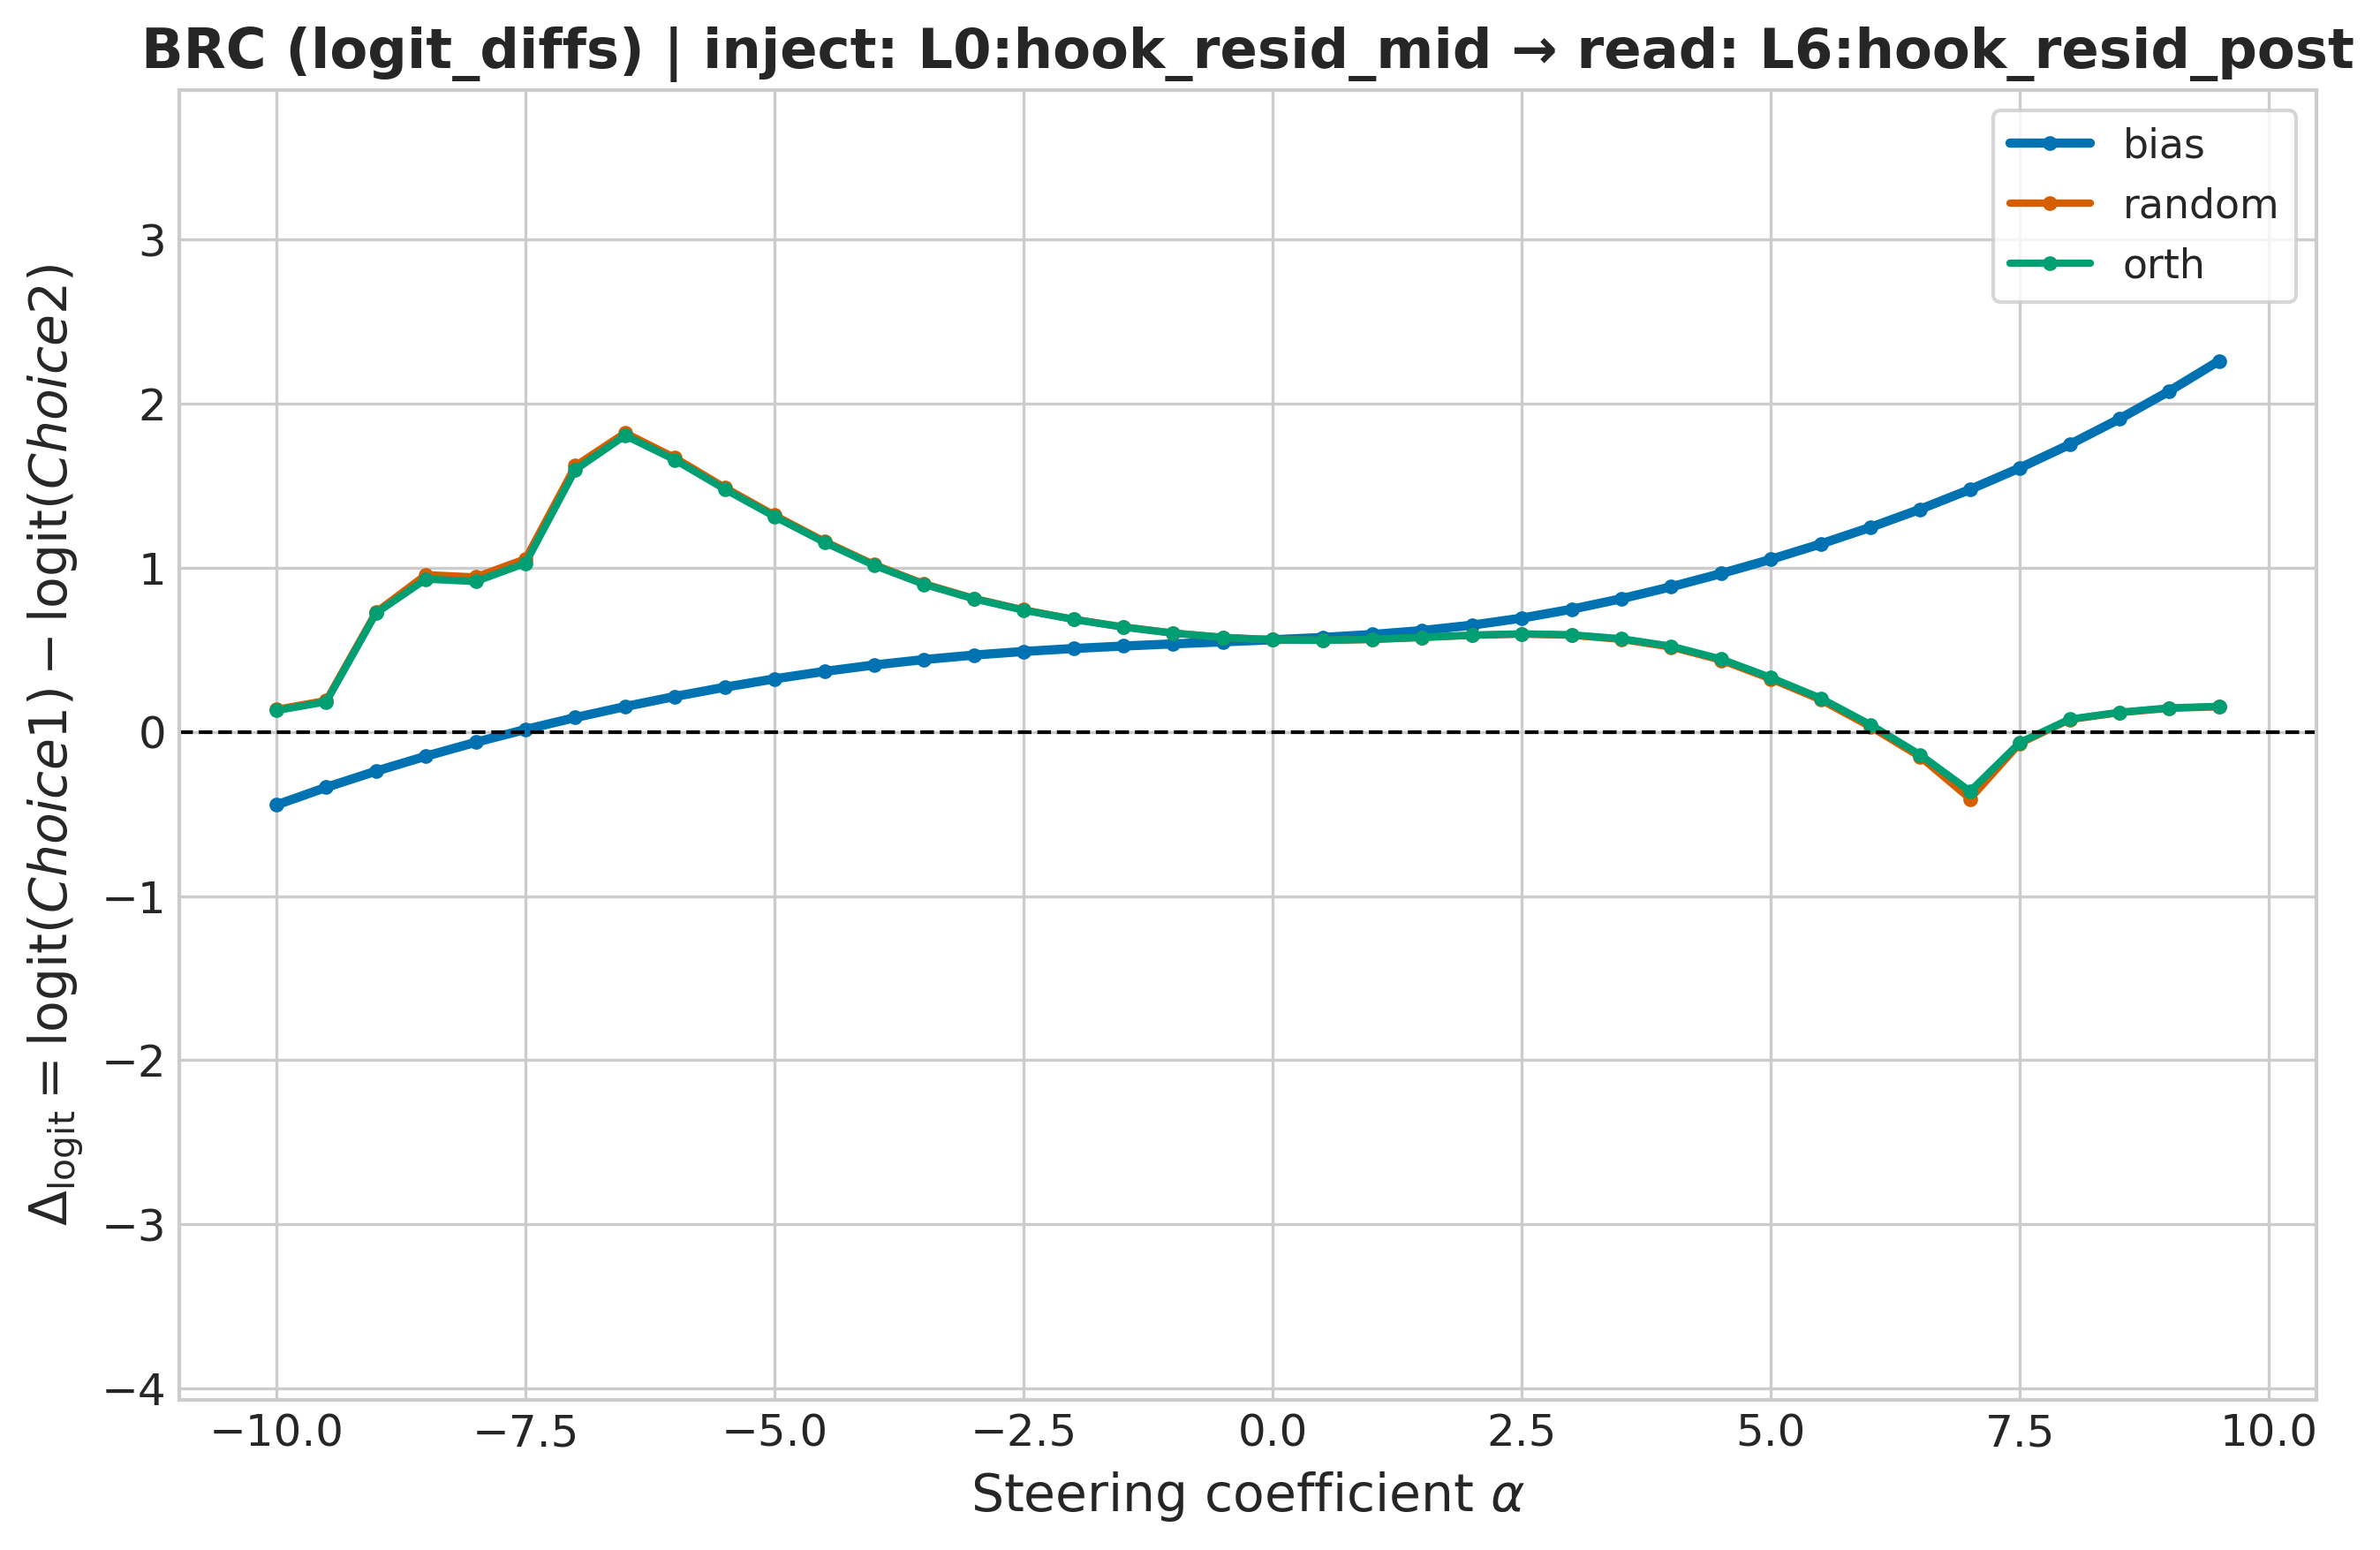 BRC (logit_diffs) | inject: L0:hook_resid_mid → read: L6:hook_resid_post
Δlogit = logit(Choice1) − logit(Choice2)
3
2
1
0
−1
−2
−3
−4
bias
random
orth
−10.0 −7.5 −5.0 −2.5 0.0 2.5 5.0 7.5 10.0
Steering coefficient α